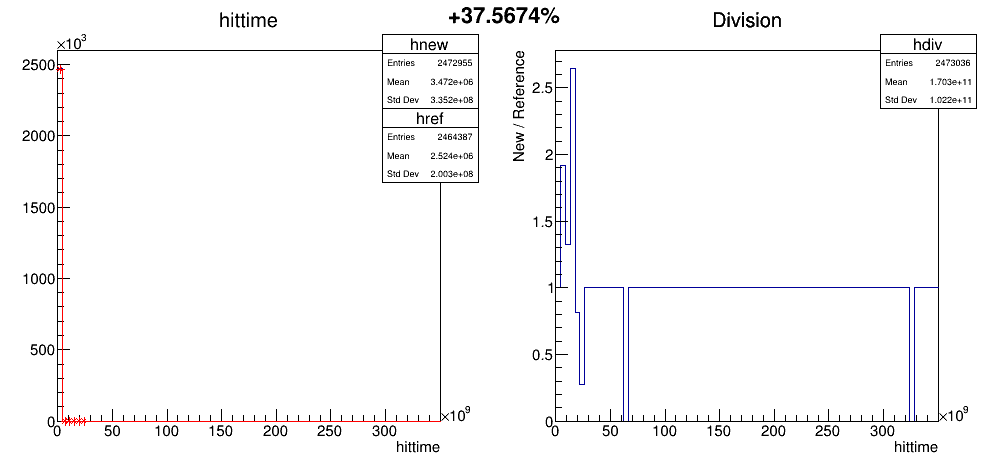 +37.5674%
hittime
×10³
2500
2000
1500
1000
500
0
0 50 100 150 200 250 300
×10⁹
hittime
hnew
Entries 2472955
Mean 3.472e+06
Std Dev 3.352e+08
href
Entries 2464387
Mean 2.524e+06
Std Dev 2.003e+08
Division
New / Reference
2.5
2
1.5
1
0.5
0
0 50 100 150 200 250 300
×10⁹
hittime
hdiv
Entries 2473036
Mean 1.703e+11
Std Dev 1.022e+11